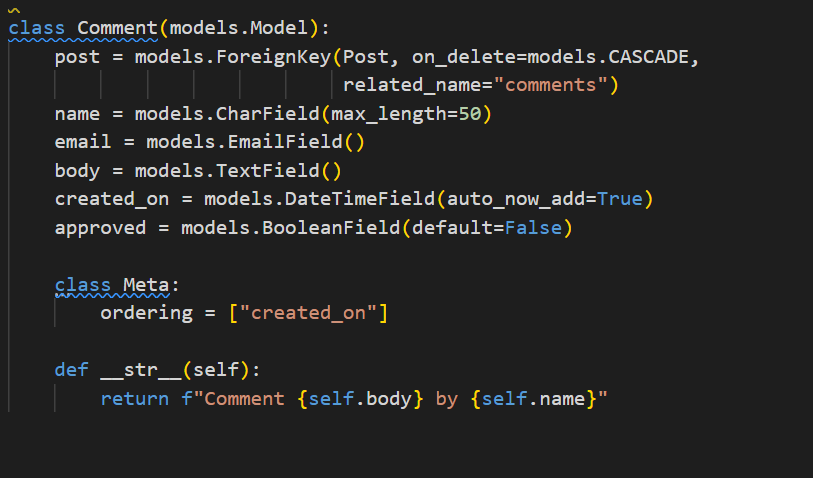 class Comment(models.Model):
    post = models.ForeignKey(Post, on_delete=models.CASCADE,
                             related_name="comments")
    name = models.CharField(max_length=50)
    email = models.EmailField()
    body = models.TextField()
    created_on = models.DateTimeField(auto_now_add=True)
    approved = models.BooleanField(default=False)

    class Meta:
        ordering = ["created_on"]

    def __str__(self):
        return f"Comment {self.body} by {self.name}"